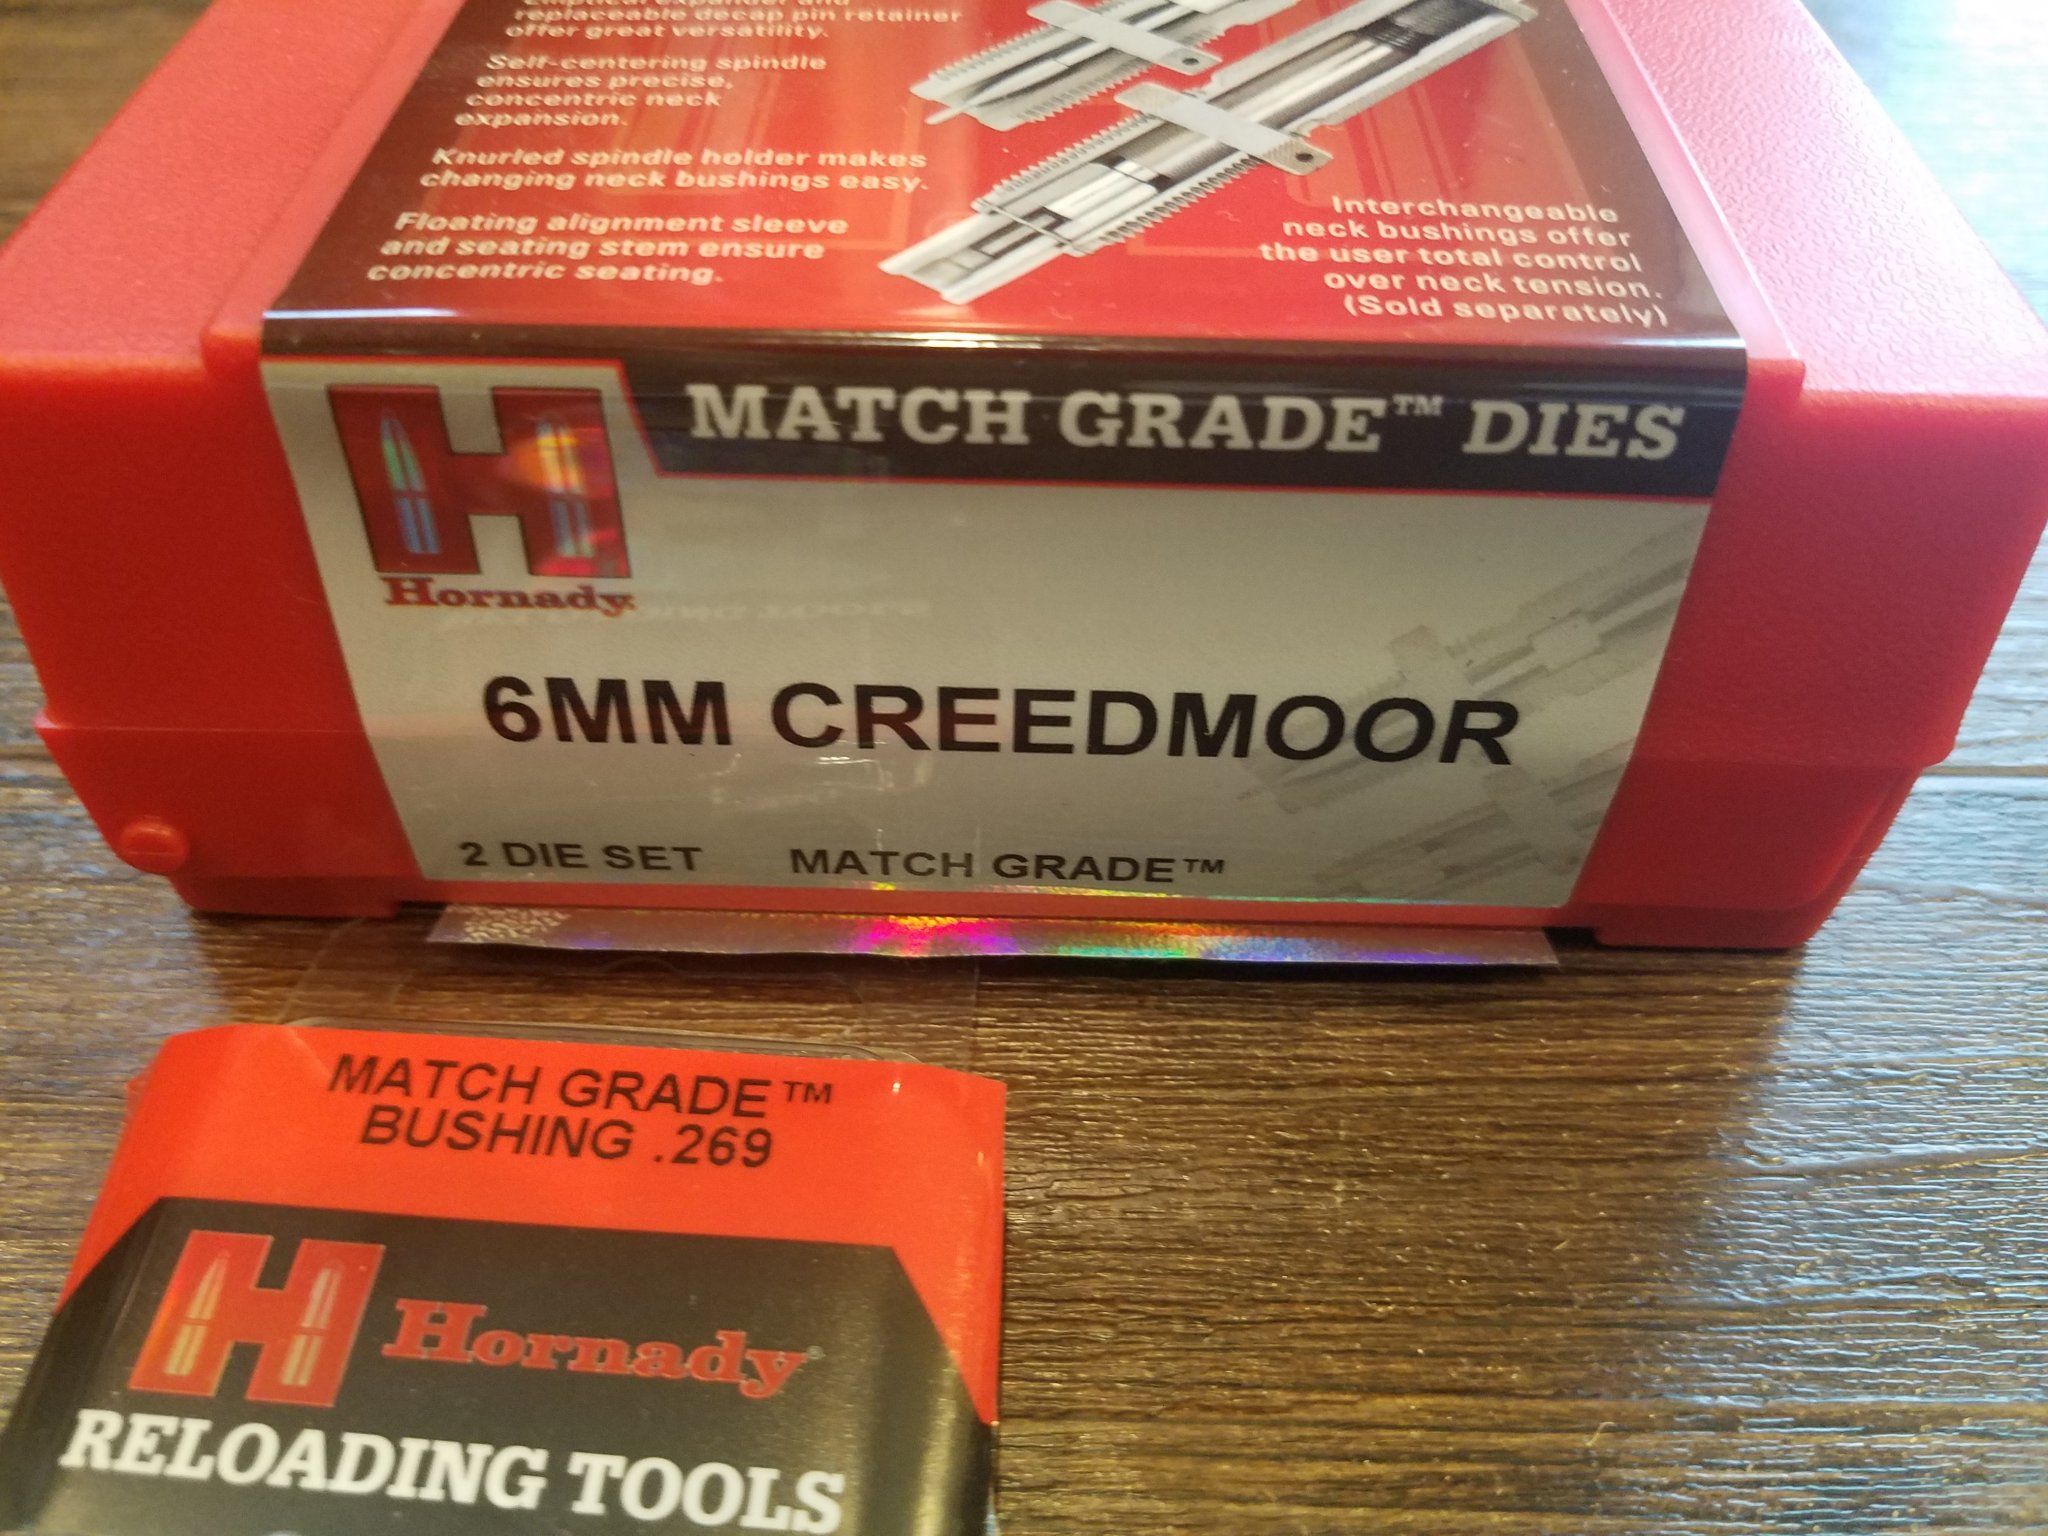 Elliptical expander and
replaceable decap pin retainer
offer great versatility.
Self-centering spindle
ensures precise,
concentric neck
expansion.
Knurled spindle holder makes
changing neck bushings easy.
Floating alignment sleeve
and seating stem ensure
concentric seating.
Interchangeable
neck bushings offer
the user total control
over neck tension.
(Sold separately)
MATCH GRADE™ DIES
Hornady
6MM CREEDMOOR
2 DIE SET MATCH GRADE™
MATCH GRADE™
BUSHING .269
Hornady®
RELOADING TOOLS